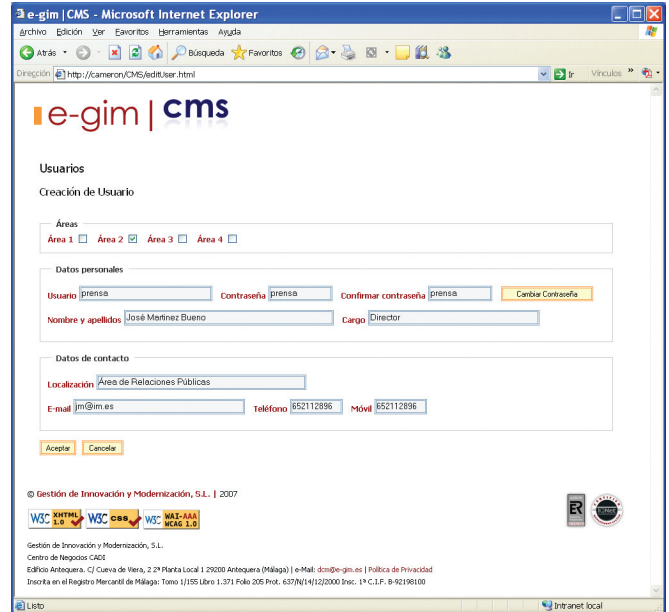 e-gim | CMS - Microsoft Internet Explorer
Archivo Edición Ver Favoritos Herramientas Ayuda
Atrás Búsqueda Favoritos
Dirección http://cameron/CMS/editUser.html Ir Vínculos »
e-gim | cms
Usuarios
Creación de Usuario
Áreas
Área 1 Área 2 Área 3 Área 4
Datos personales
Usuario prensa Contraseña prensa Confirmar contraseña prensa Cambiar Contraseña
Nombre y apellidos José Martinez Bueno Cargo Director
Datos de contacto
Localización Área de Relaciones Públicas
E-mail jm@im.es Teléfono 652112896 Móvil 652112896
Aceptar Cancelar
© Gestión de Innovación y Modernización, S.L. | 2007
W3C XHTML 1.0 W3C css W3C WAI-AAA WCAG 1.0
ER IQNet
Gestión de Innovación y Modernización, S.L.
Centro de Negocios CADI
Edificio Antequera. C/ Cueva de Viera, 2 2ª Planta Local 1 29200 Antequera (Málaga) | e-Mail: dcm@e-gim.es | Política de Privacidad
Inscrita en el Registro Mercantil de Málaga: Tomo 1/155 Libro 1.371 Folio 205 Prot. 637/N/14/12/2000 Insc. 1ª C.I.F. B-92198100
Listo Intranet local